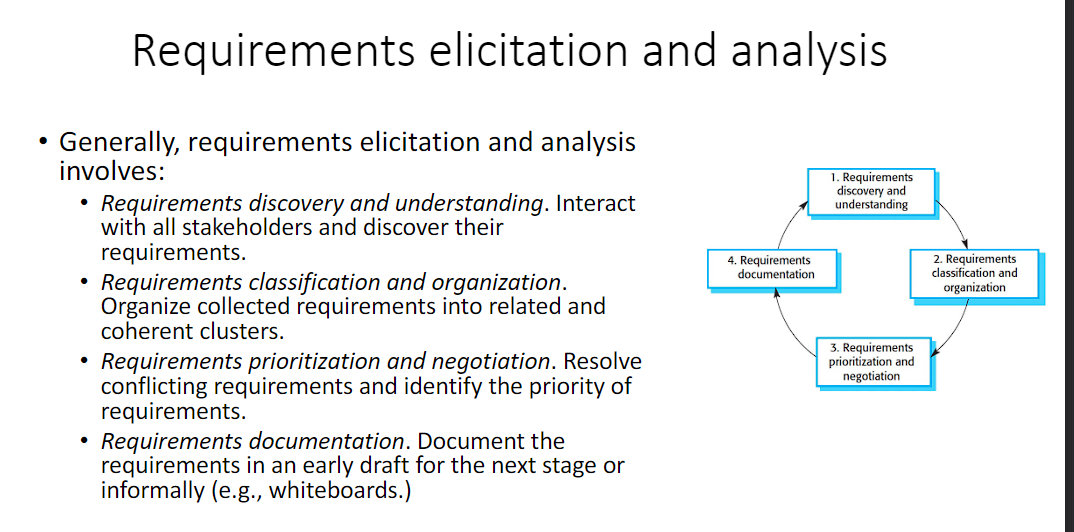 Requirements elicitation and analysis
• Generally, requirements elicitation and analysis
involves:
• Requirements discovery and understanding. Interact
with all stakeholders and discover their
requirements.
• Requirements classification and organization.
Organize collected requirements into related and
coherent clusters.
• Requirements prioritization and negotiation. Resolve
conflicting requirements and identify the priority of
requirements.
• Requirements documentation. Document the
requirements in an early draft for the next stage or
informally (e.g., whiteboards.)
1. Requirements
discovery and
understanding
2. Requirements
classification and
organization
3. Requirements
prioritization and
negotiation
4. Requirements
documentation